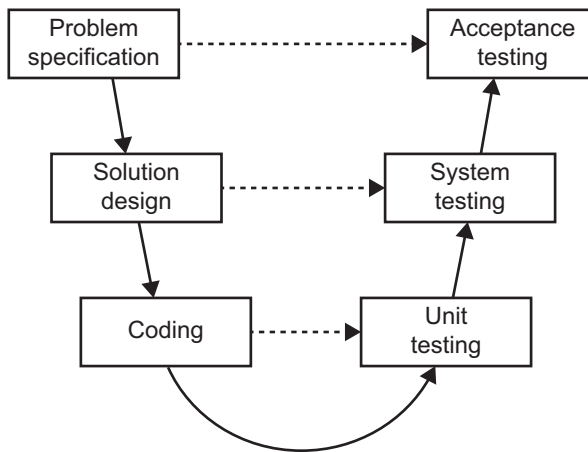 Problem
specification
Acceptance
testing
Solution
design
System
testing
Coding
Unit
testing